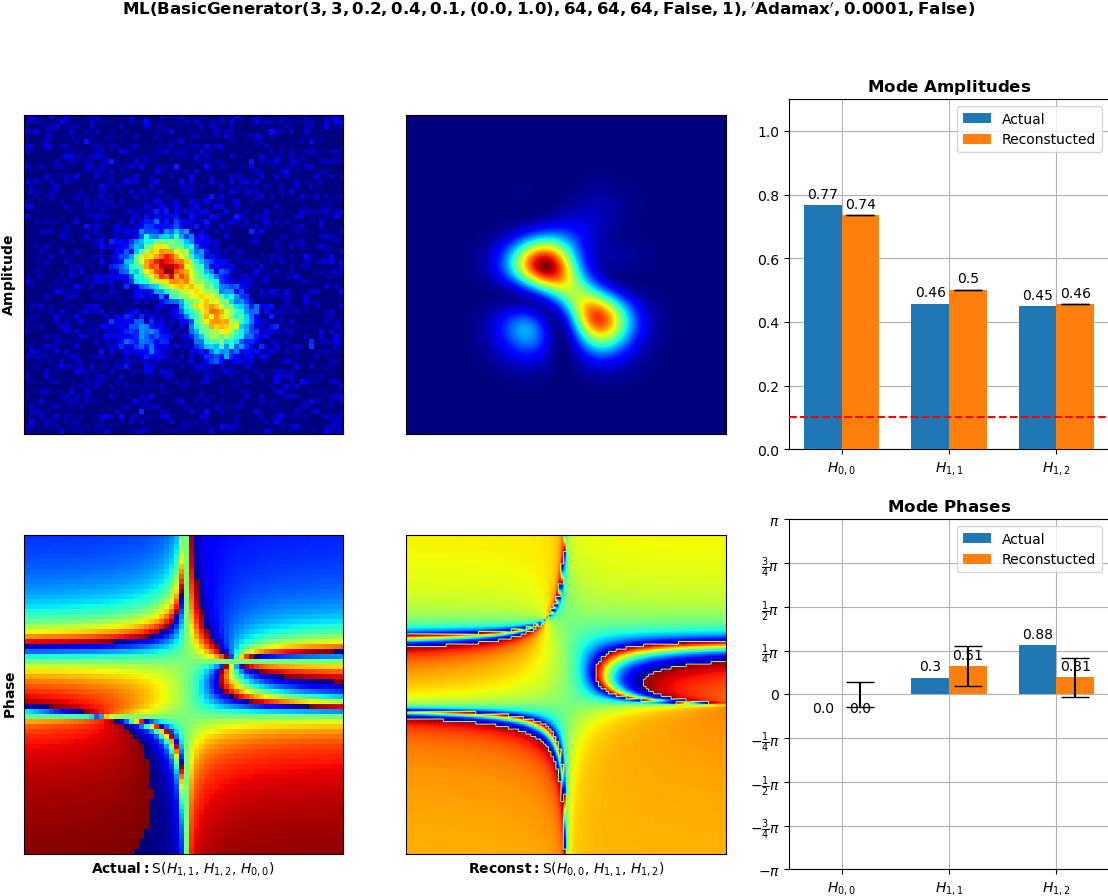 ML(BasicGenerator(3, 3, 0.2, 0.4, 0.1, (0.0, 1.0), 64, 64, 64, False, 1), ′Adamax′, 0.0001, False)
Amplitude
Mode Amplitudes
Actual
Reconstucted
1.0
0.8
0.6
0.4
0.2
0.0
0.77
0.74
0.46
0.5
0.45
0.46
H0,0
H1,1
H1,2
Phase
Actual: S(H1,1, H1,2, H0,0)
Reconst: S(H0,0, H1,1, H1,2)
Mode Phases
Actual
Reconstucted
π
3/4π
1/2π
1/4π
0
−1/4π
−1/2π
−3/4π
−π
0.0
0.0
0.3
0.51
0.88
0.31
H0,0
H1,1
H1,2